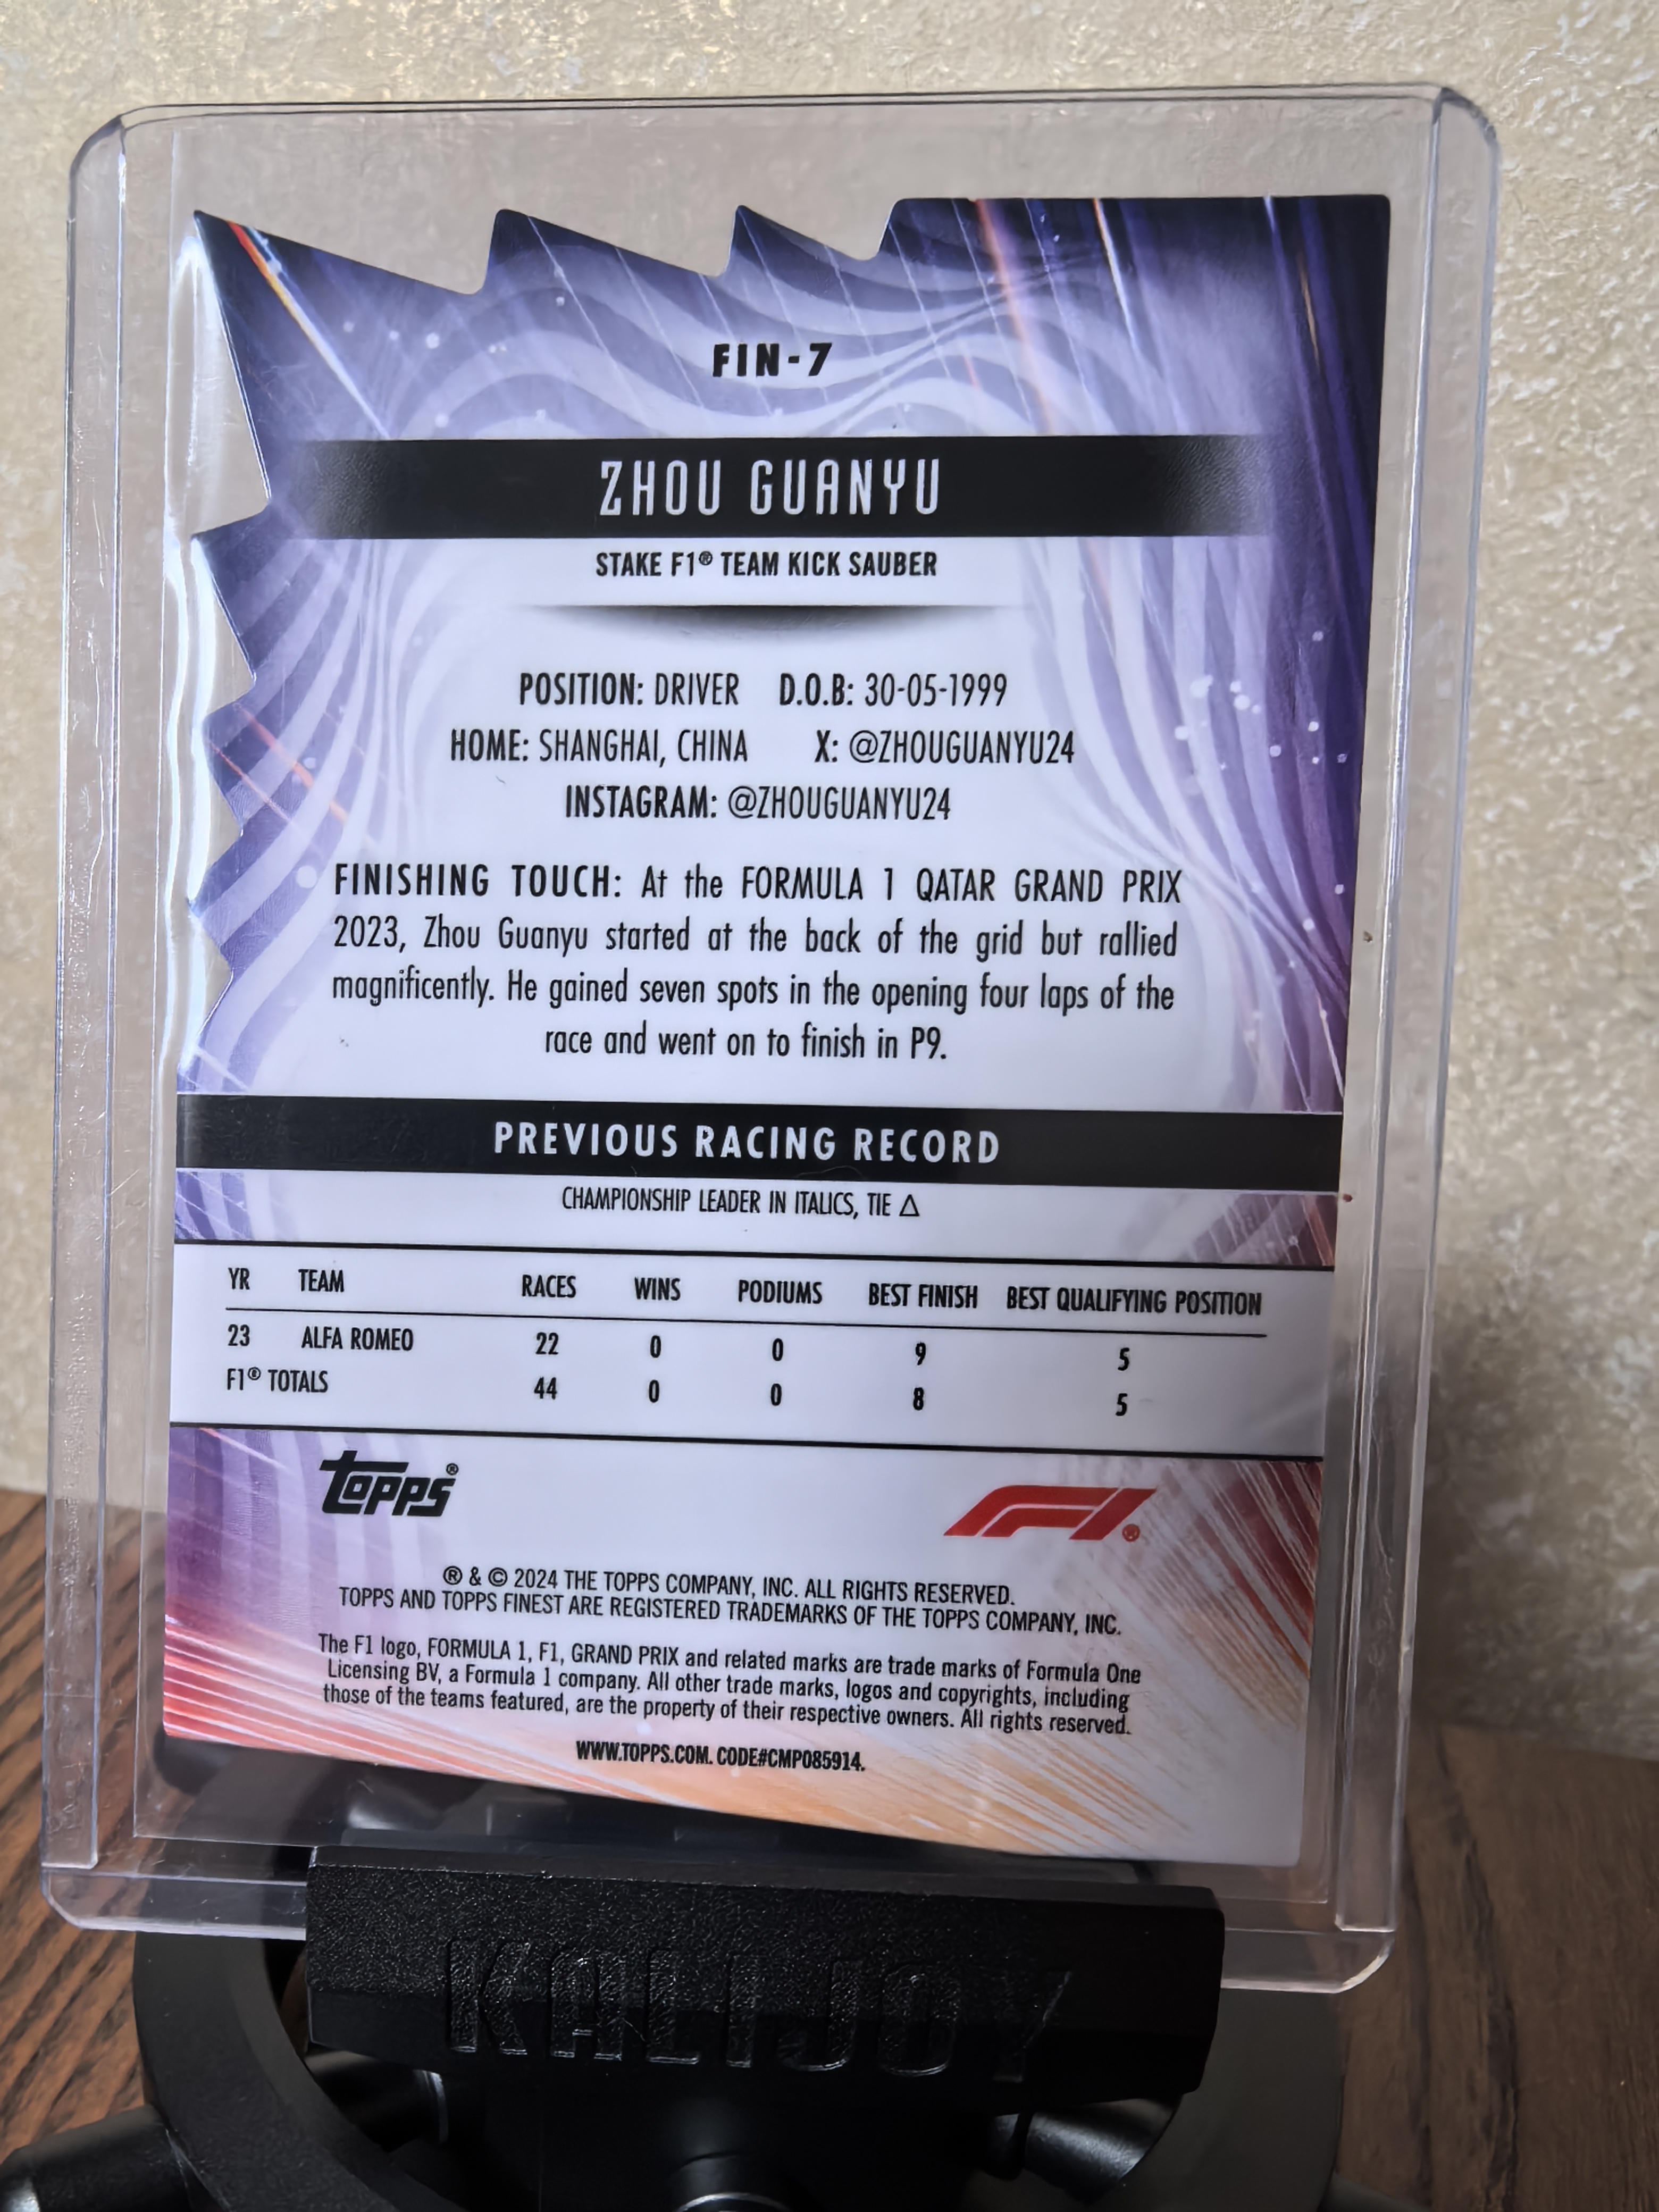 FIN-7
ZHOU GUANYU
STAKE F1® TEAM KICK SAUBER
POSITION: DRIVER D.O.B: 30-05-1999
HOME: SHANGHAI, CHINA X: @ZHOUGUANYU24
INSTAGRAM: @ZHOUGUANYU24
FINISHING TOUCH: At the FORMULA 1 QATAR GRAND PRIX
2023, Zhou Guanyu started at the back of the grid but rallied
magnificently. He gained seven spots in the opening four laps of the
race and went on to finish in P9.
PREVIOUS RACING RECORD
CHAMPIONSHIP LEADER IN ITALICS, TIE △
YR TEAM RACES WINS PODIUMS BEST FINISH BEST QUALIFYING POSITION
23 ALFA ROMEO 22 0 0 9 5
F1® TOTALS 44 0 0 8 5
topps® F1®
® & © 2024 THE TOPPS COMPANY, INC. ALL RIGHTS RESERVED.
TOPPS AND TOPPS FINEST ARE REGISTERED TRADEMARKS OF THE TOPPS COMPANY, INC.
The F1 logo, FORMULA 1, F1, GRAND PRIX and related marks are trade marks of Formula One
Licensing BV, a Formula 1 company. All other trade marks, logos and copyrights, including
those of the teams featured, are the property of their respective owners. All rights reserved.
WWW.TOPPS.COM. CODE#CMP085914.
KALIJOY